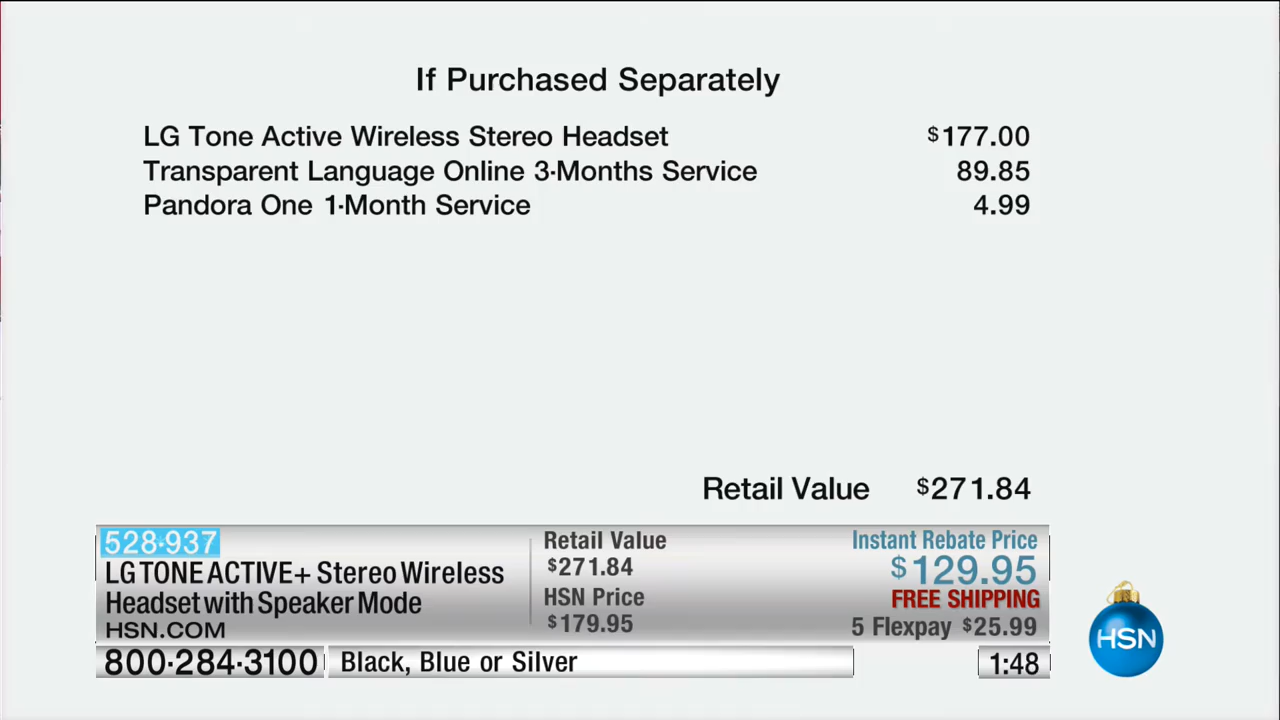 If Purchased Separately
LG Tone Active Wireless Stereo Headset $177.00
Transparent Language Online 3-Months Service 89.85
Pandora One 1-Month Service 4.99
Retail Value $271.84
528-937
LG TONE ACTIVE+ Stereo Wireless
Headset with Speaker Mode
HSN.COM
Retail Value
$271.84
HSN Price
$179.95
Instant Rebate Price
$129.95
FREE SHIPPING
5 Flexpay $25.99
HSN
800-284-3100
Black, Blue or Silver
1:48